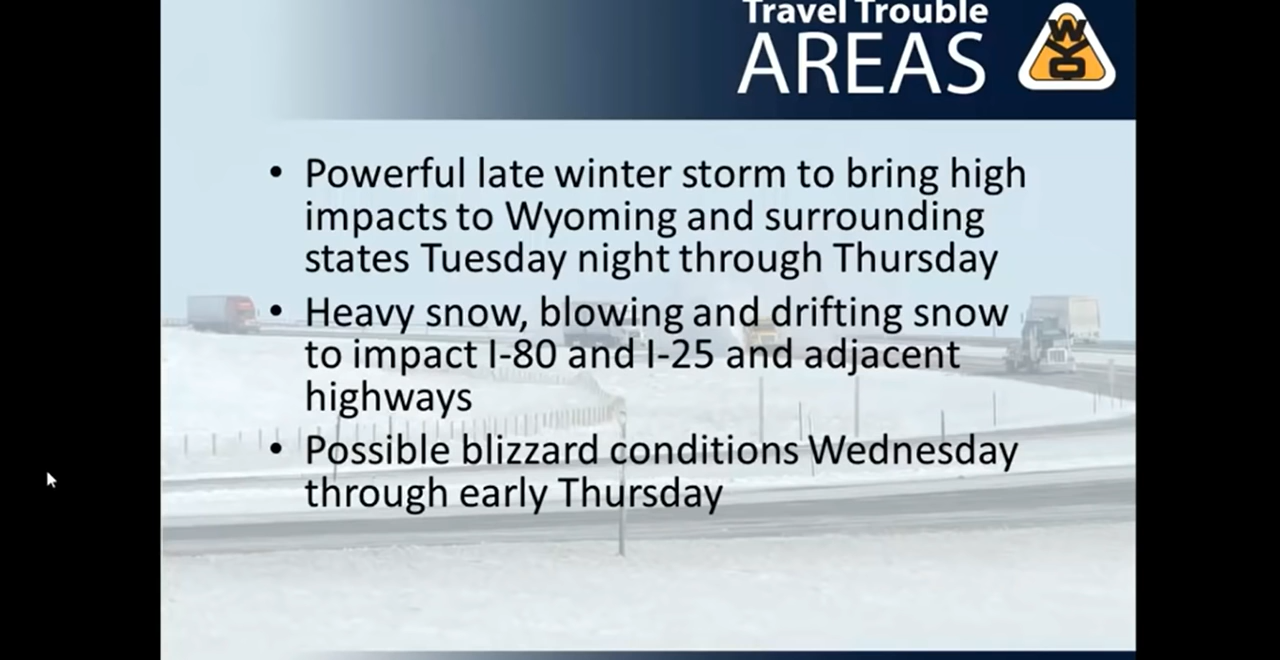 Travel Trouble
AREAS
WYO
• Powerful late winter storm to bring high
impacts to Wyoming and surrounding
states Tuesday night through Thursday
• Heavy snow, blowing and drifting snow
to impact I-80 and I-25 and adjacent
highways
• Possible blizzard conditions Wednesday
through early Thursday